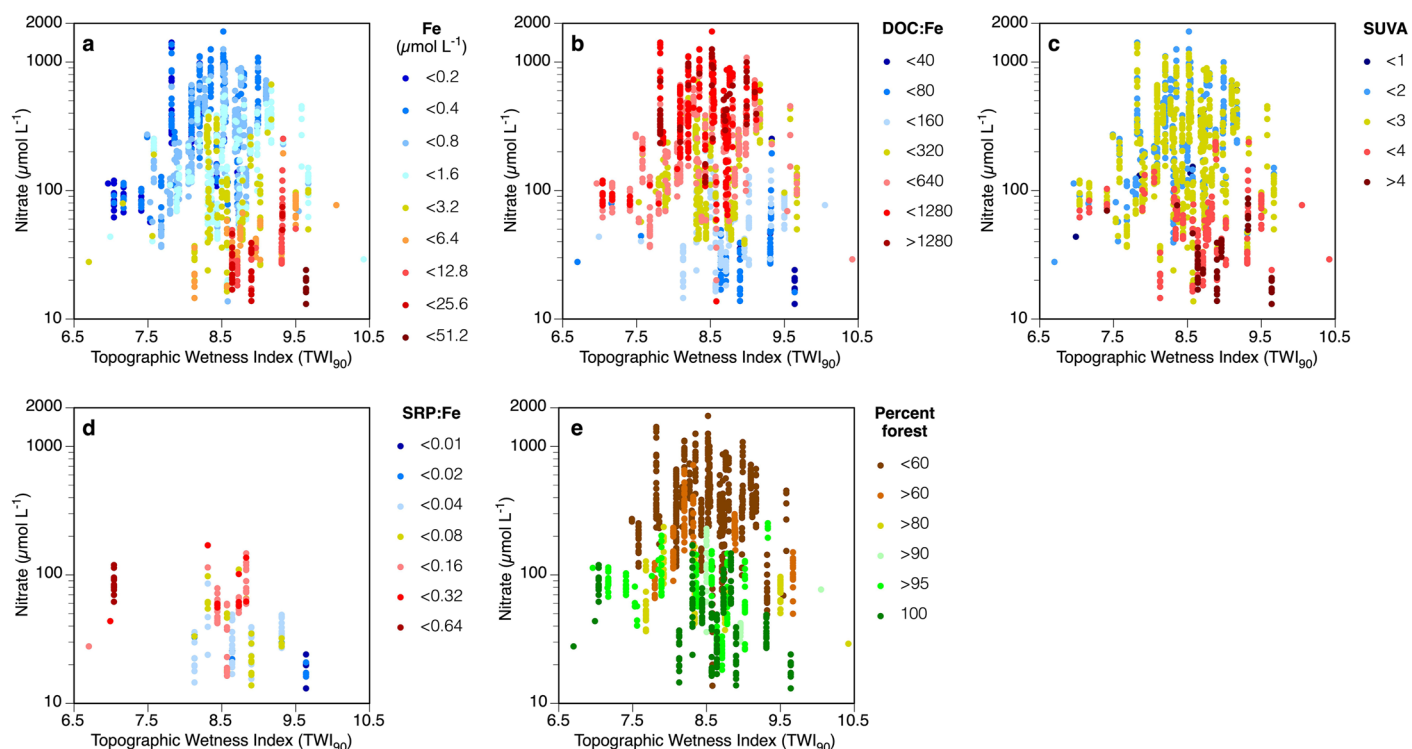 a
2000
1000
100
10
Nitrate (µmol L⁻¹)
6.5 7.5 8.5 9.5 10.5
Topographic Wetness Index (TWI₉₀)
Fe
(µmol L⁻¹)
<0.2
<0.4
<0.8
<1.6
<3.2
<6.4
<12.8
<25.6
<51.2
b
2000
1000
100
10
Nitrate (µmol L⁻¹)
6.5 7.5 8.5 9.5 10.5
Topographic Wetness Index (TWI₉₀)
DOC:Fe
<40
<80
<160
<320
<640
<1280
>1280
c
2000
1000
100
10
Nitrate (µmol L⁻¹)
6.5 7.5 8.5 9.5 10.5
Topographic Wetness Index (TWI₉₀)
SUVA
<1
<2
<3
<4
>4
d
2000
1000
100
10
Nitrate (µmol L⁻¹)
6.5 7.5 8.5 9.5 10.5
Topographic Wetness Index (TWI₉₀)
SRP:Fe
<0.01
<0.02
<0.04
<0.08
<0.16
<0.32
<0.64
e
2000
1000
100
10
Nitrate (µmol L⁻¹)
6.5 7.5 8.5 9.5 10.5
Topographic Wetness Index (TWI₉₀)
Percent
forest
<60
>60
>80
>90
>95
100